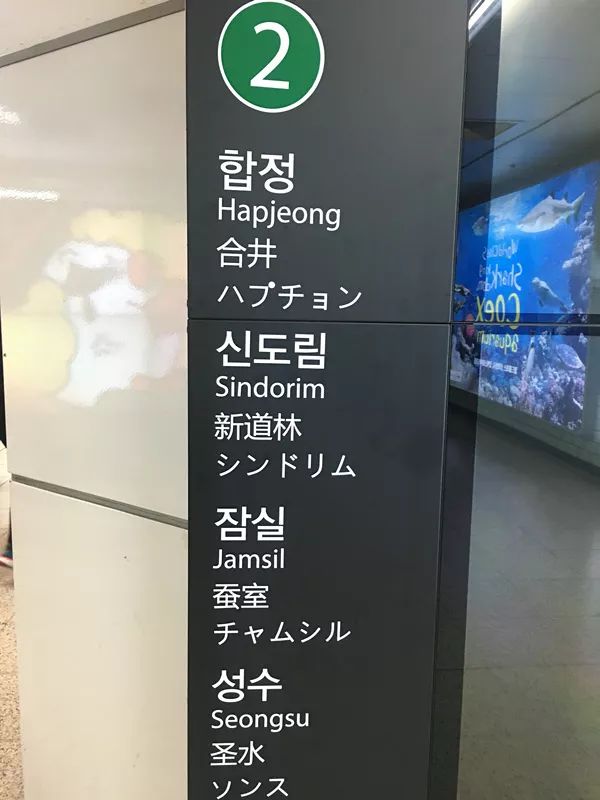 2
합정
Hapjeong
合井
ハプチョン
신도림
Sindorim
新道林
シンドリム
잠실
Jamsil
蚕室
チャムシル
성수
Seongsu
圣水
ソンス
Shark
Coex
aquarium